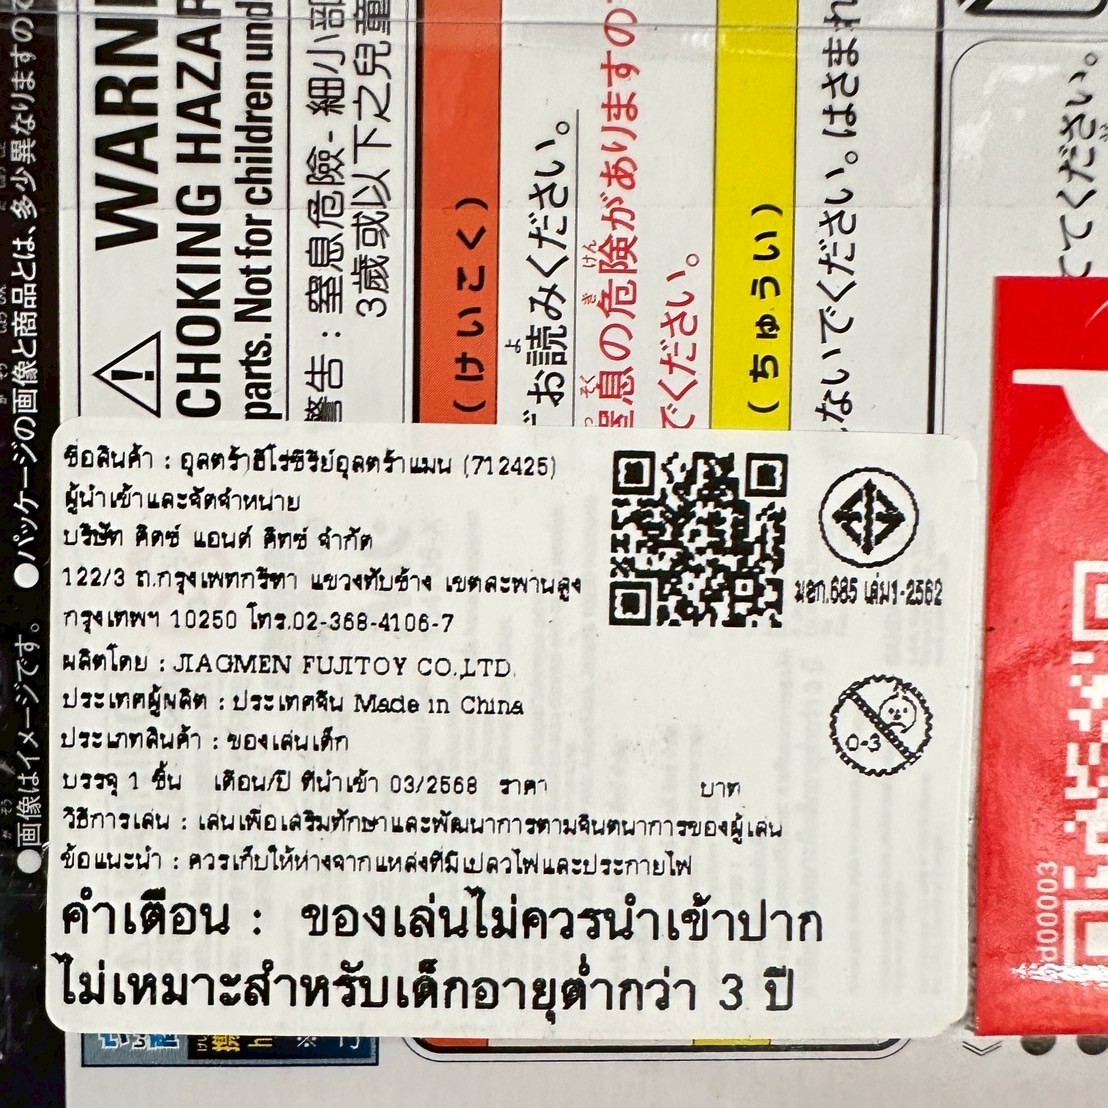 ชื่อสินค้า : อุลตร้าฮีโร่ซีรีย์อุลตร้าแมน (712425)
ผู้นำเข้าและจัดจำหน่าย
บริษัท คิดซ์ แอนด์ คิทซ์ จำกัด
122/3 ถ.กรุงเทพกรีฑา แขวงทับช้าง เขตสะพานสูง
กรุงเทพฯ 10250 โทร.02-368-4106-7
ผลิตโดย : JIAGMEN FUJITOY CO.,LTD.
ประเทศผู้ผลิต : ประเทศจีน Made in China
ประเภทสินค้า : ของเล่นเด็ก
บรรจุ 1 ชิ้น เดือน/ปี ที่นำเข้า 03/2568 ราคา บาท
วิธีการเล่น : เล่นเพื่อเสริมทักษาและพัฒนาการตามจินตนาการของผู้เล่น
ข้อแนะนำ : ควรเก็บให้ห่างจากแหล่งที่มีเปลวไฟและประกายไฟ
คำเตือน : ของเล่นไม่ควรนำเข้าปาก
ไม่เหมาะสำหรับเด็กอายุต่ำกว่า 3 ปี
มอก.685 เล่ม1-2562
0-3
●画像はイメージです。 ●パッケージの画像と商品とは、多少異なりますので
WARNI
CHOKING HAZAR
parts. Not for children und
警告 : 窒息危險- 細小部
3歲或以下之兒童
(けいこく)
お読みください。
窒息の危険がありますので
でください。
(ちゅうい)
ないでください。はさまれ
てください。
d00003